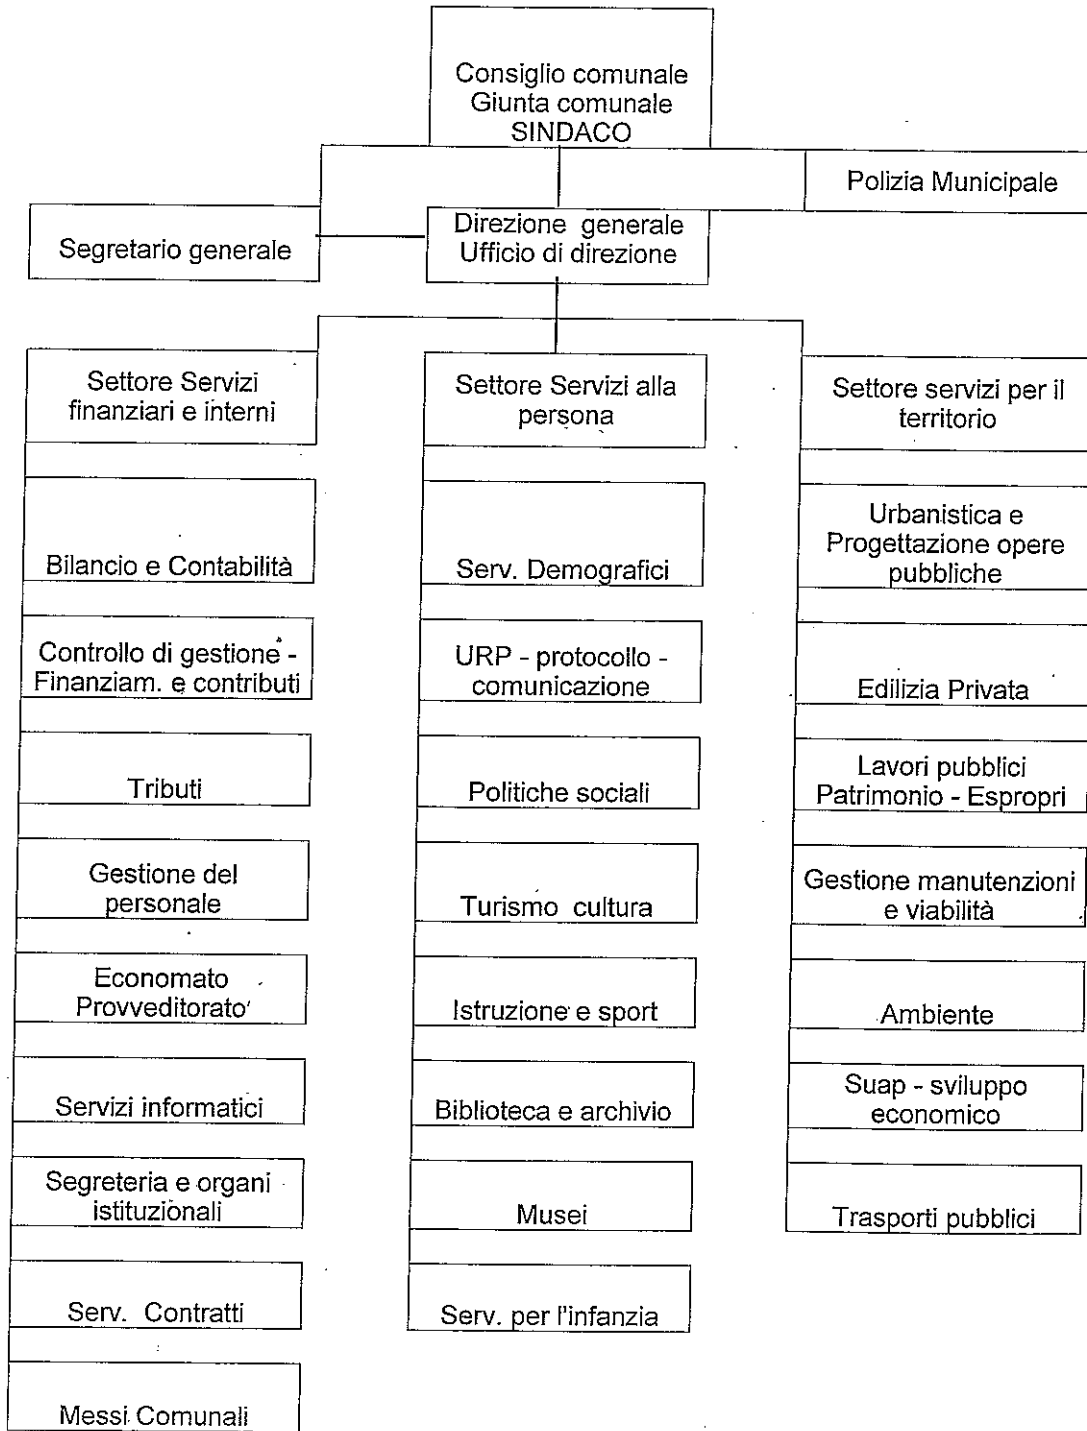 Consiglio comunale
Giunta comunale
SINDACO
Polizia Municipale
Segretario generale
Direzione generale
Ufficio di direzione
Settore Servizi
finanziari e interni
Bilancio e Contabilità
Controllo di gestione -
Finanziam. e contributi
Tributi
Gestione del
personale
Economato
Provveditorato
Servizi informatici
Segreteria e organi
istituzionali
Serv. Contratti
Messi Comunali
Settore Servizi alla
persona
Serv. Demografici
URP - protocollo -
comunicazione
Politiche sociali
Turismo cultura
Istruzione e sport
Biblioteca e archivio
Musei
Serv. per l'infanzia
Settore servizi per il
territorio
Urbanistica e
Progettazione opere
pubbliche
Edilizia Privata
Lavori pubblici
Patrimonio - Espropri
Gestione manutenzioni
e viabilità
Ambiente
Suap - sviluppo
economico
Trasporti pubblici